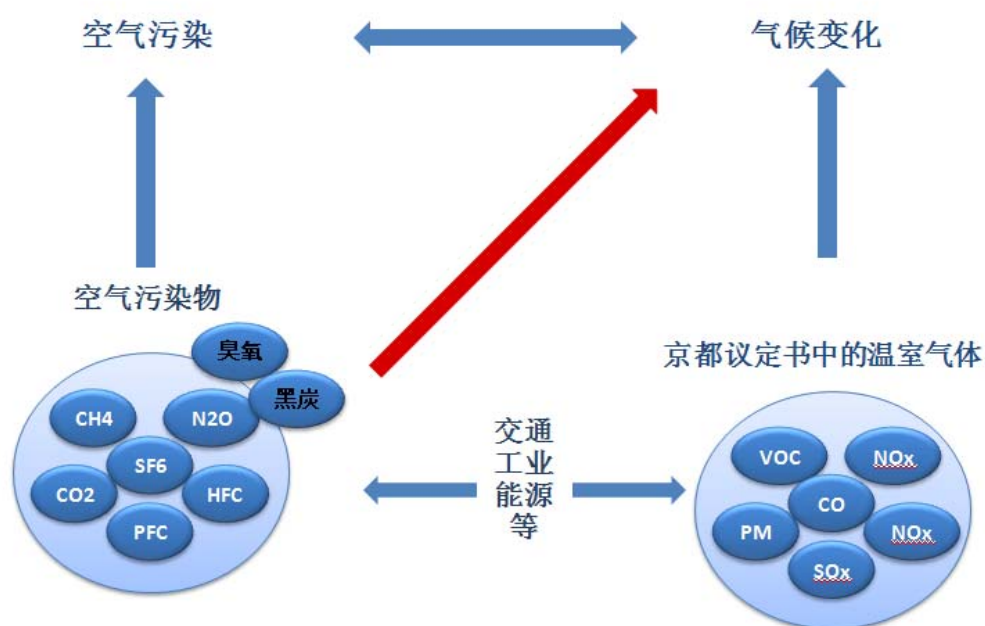 空气污染
气候变化
空气污染物
臭氧
黑炭
京都议定书中的温室气体
CH4
N2O
SF6
CO2
HFC
PFC
交通
工业
能源
等
VOC
NOx
CO
PM
NOx
SOx